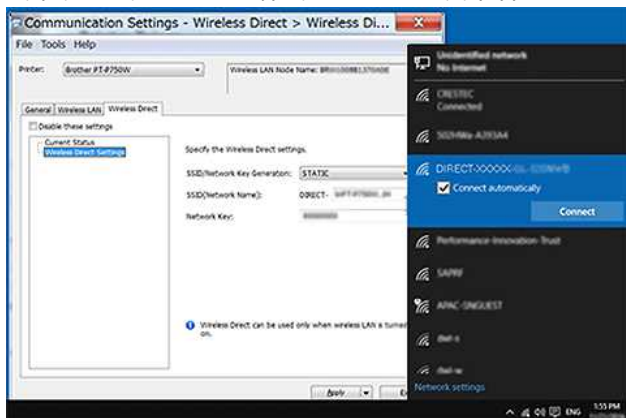 Communication Settings - Wireless Direct > Wireless Di...
File Tools Help
Printer: Brother PT-P750W
Wireless LAN Node Name:
General Wireless LAN Wireless Direct
Disable these settings
Current Status
Wireless Direct Settings
Specify the Wireless Direct settings.
SSID/Network Key Generation: STATIC
SSID(Network Name): DIRECT-
Network Key:
Wireless Direct can be used only when wireless LAN is turned
on.
Apply
Unidentified network
No Internet
CRESTEC
Connected
DIRECT-XXXXX
Connect automatically
Connect
Performance-Innovation-Trust
SAPRF
APAC-SNGUEST
Network settings
ENG
1:55 PM